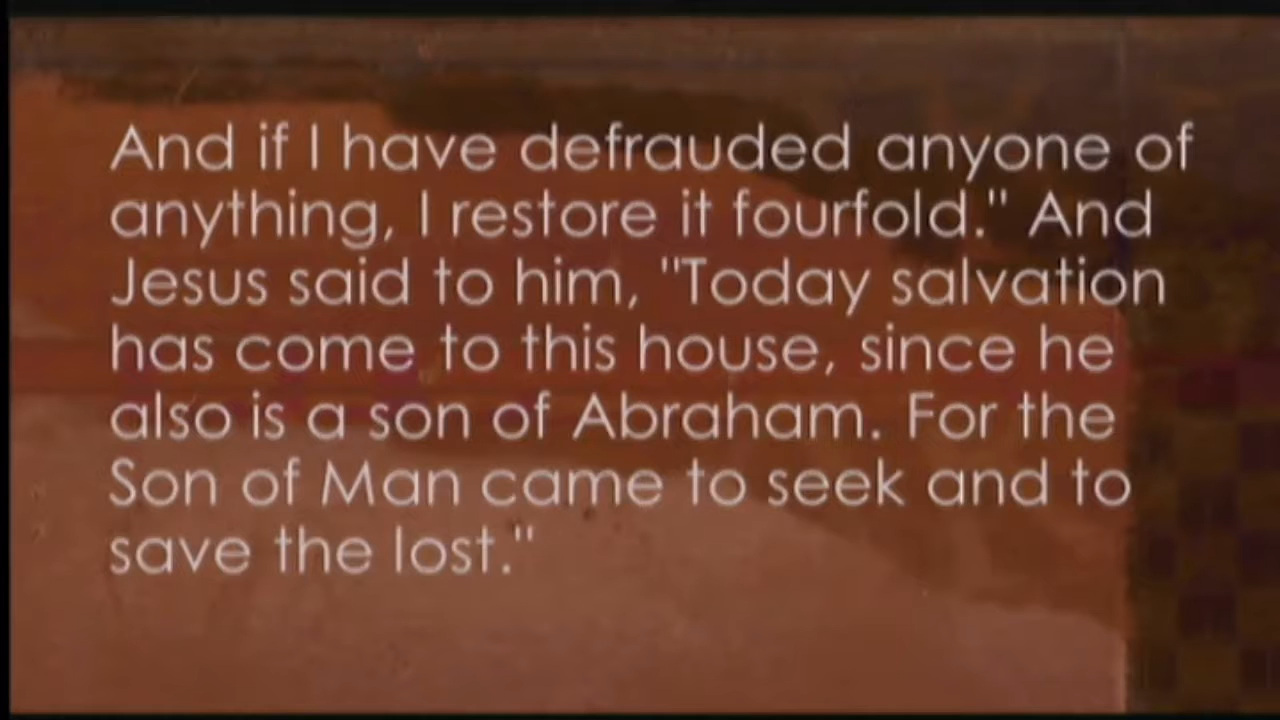 And if I have defrauded anyone of
anything, I restore it fourfold." And
Jesus said to him, "Today salvation
has come to this house, since he
also is a son of Abraham. For the
Son of Man came to seek and to
save the lost."